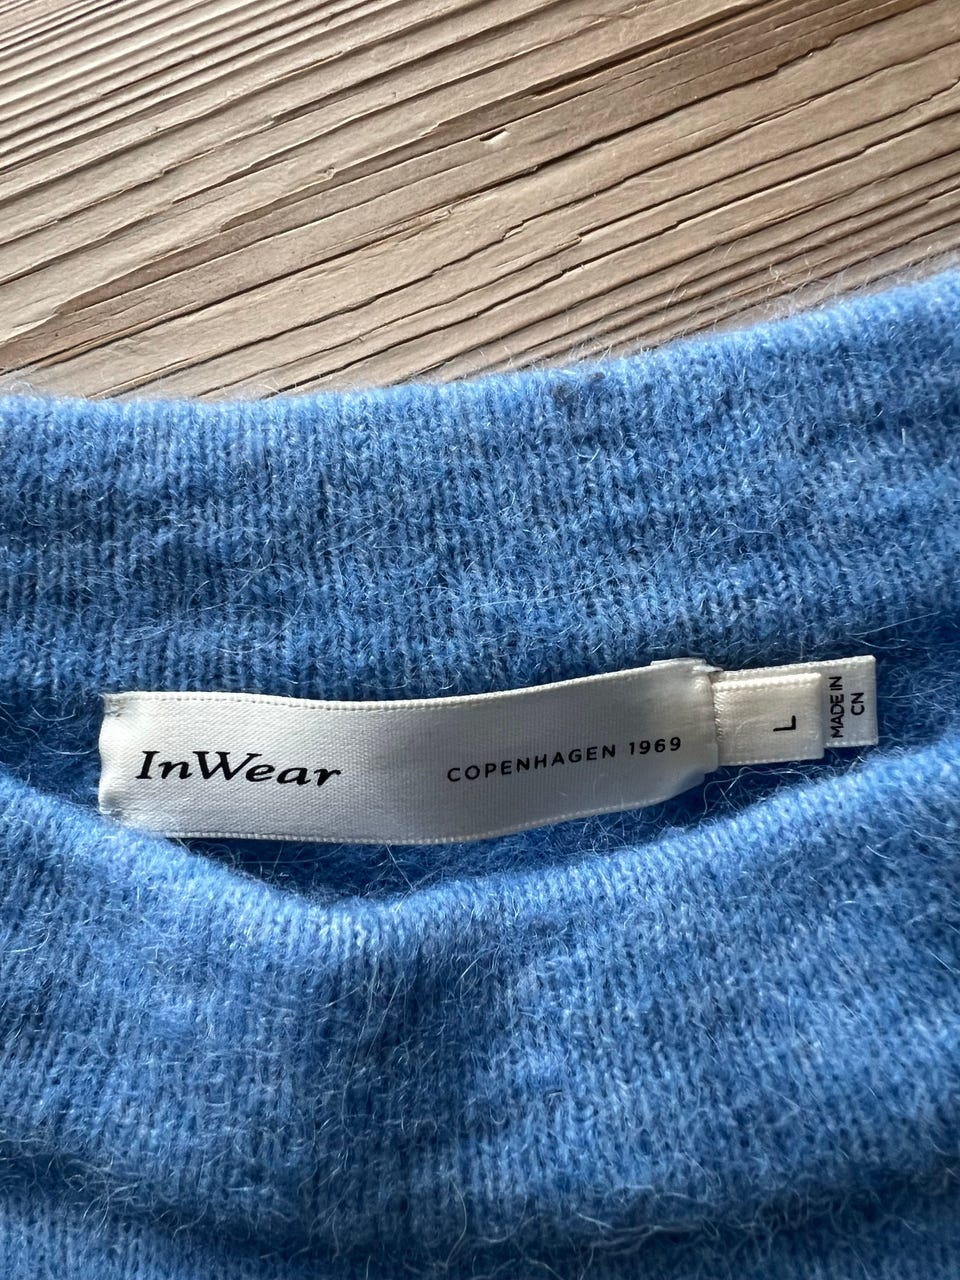 InWear
COPENHAGEN 1969
L
MADE IN
CN